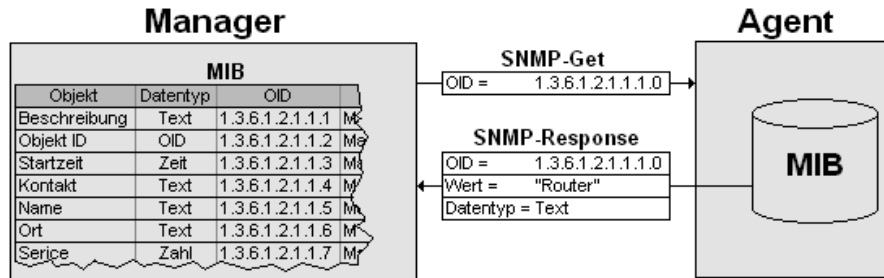 Manager
Agent
MIB
Objekt Datentyp OID
Beschreibung Text 1.3.6.1.2.1.1.1
Objekt ID OID 1.3.6.1.2.1.1.2 Ma
Startzeit Zeit 1.3.6.1.2.1.1.3 Ma
Kontakt Text 1.3.6.1.2.1.1.4
Name Text 1.3.6.1.2.1.1.5
Ort Text 1.3.6.1.2.1.1.6
Serice Zahl 1.3.6.1.2.1.1.7
SNMP-Get
OID = 1.3.6.1.2.1.1.1.0
SNMP-Response
OID = 1.3.6.1.2.1.1.1.0
Wert = "Router"
Datentyp = Text
MIB